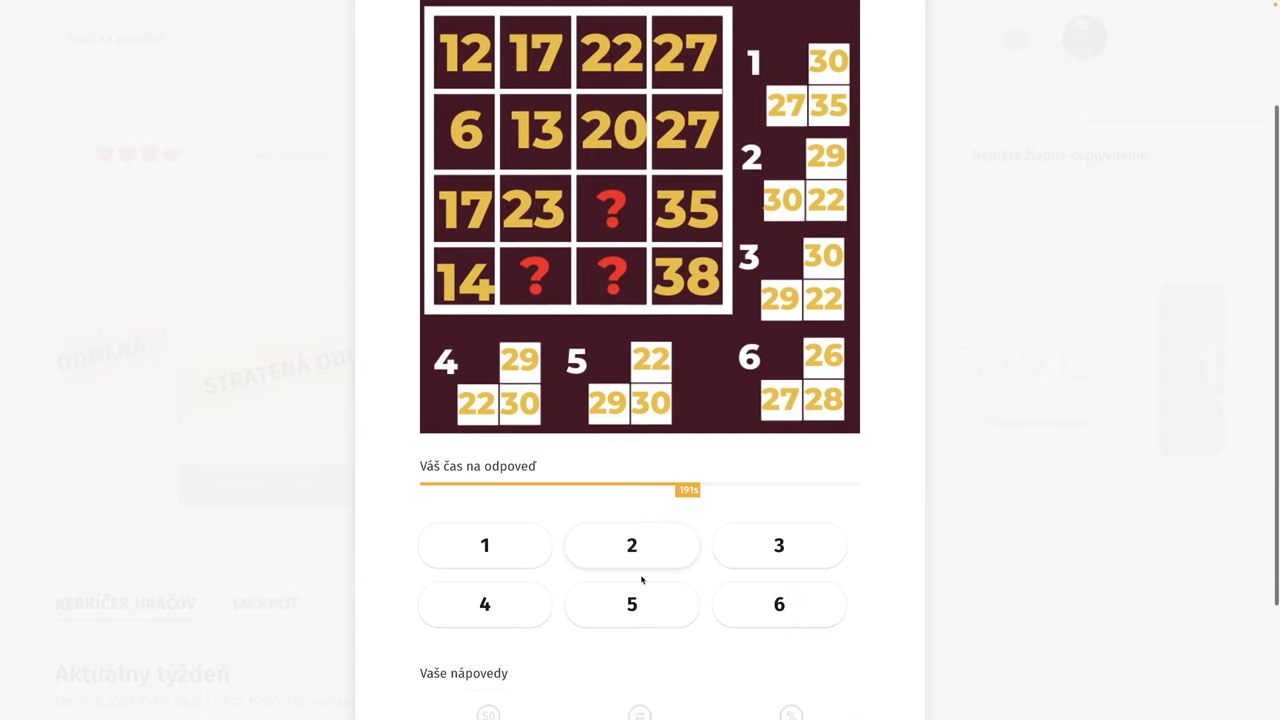 12 17 22 27
6 13 20 27
17 23 ? 35
14 ? ? 38
1 30
27 35
2 29
30 22
3 30
29 22
4 29
22 30
5 22
29 30
6 26
27 28
Váš čas na odpoveď
191s
1 2 3
4 5 6
Vaše nápovedy
50 %
Nemáte žiadne ovplyvnenie
ODMENA
REBRÍČEK HRÁČOV JACKPOT
Aktuálny týždeň